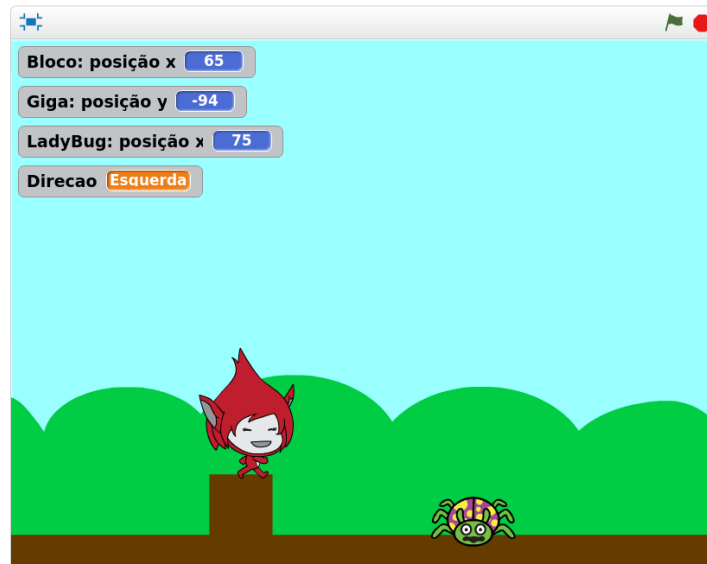 Bloco: posição x 65
Giga: posição y -94
LadyBug: posição x 75
Direcao Esquerda